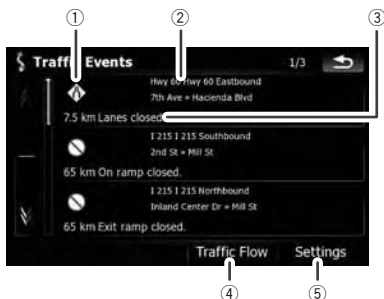 ① ② ③
Traffic Events 1/3
Hwy 60 Hwy 60 Eastbound
7th Ave » Hacienda Blvd
7.5 km Lanes closed.
I 215 I 215 Southbound
2nd St » Mill St
65 km On ramp closed.
I 215 I 215 Northbound
Inland Center Dr » Mill St
65 km Exit ramp closed.
Traffic Flow Settings
④ ⑤